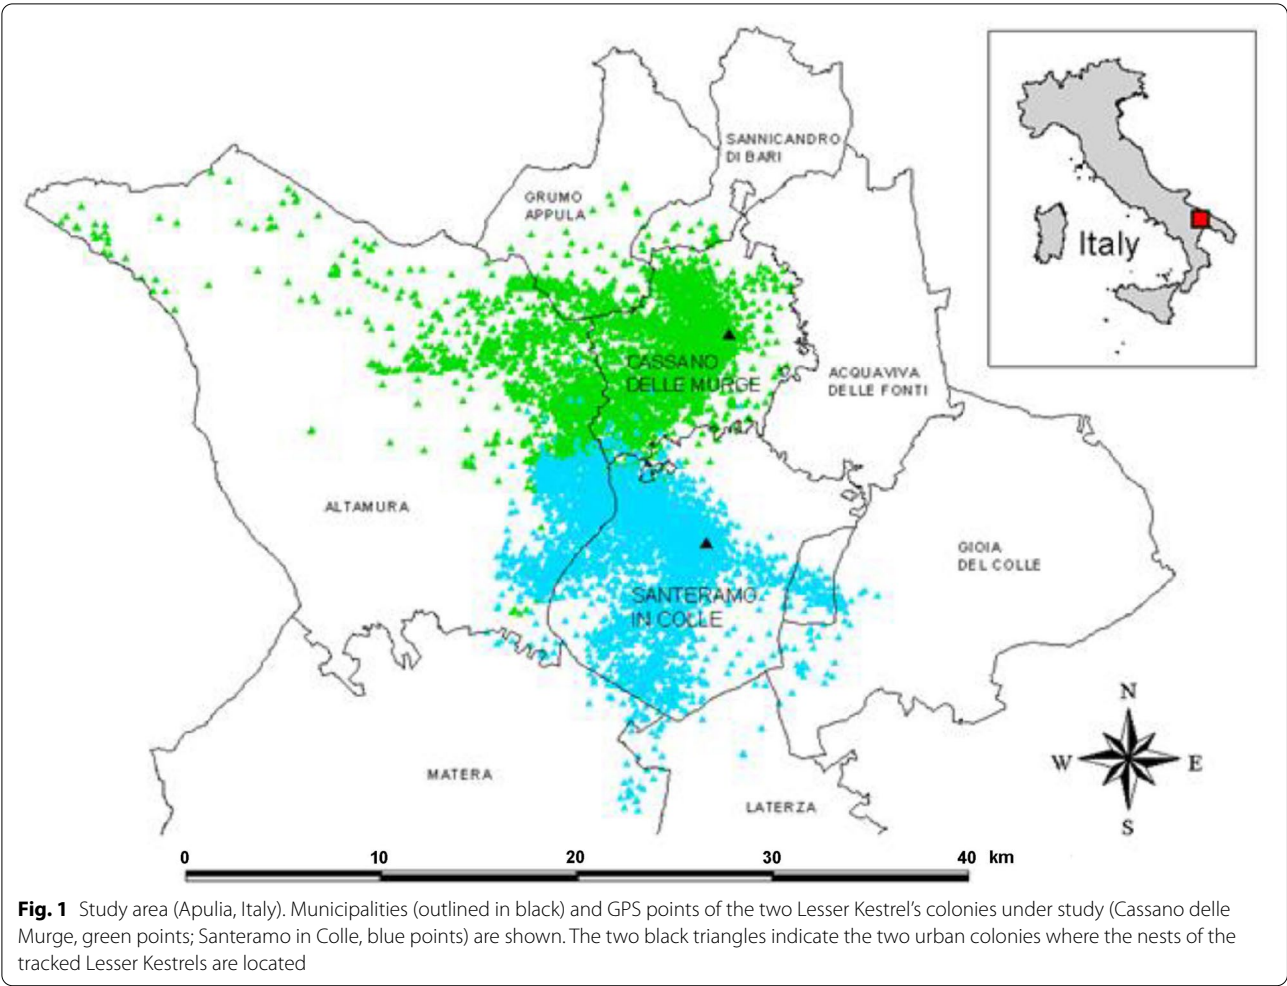 SANNICANDRO
DI BARI
GRUMO
APPULA
Italy
CASSANO
DELLE MURGE
ACQUAVIVA
DELLE FONTI
ALTAMURA
GIOIA
DEL COLLE
SANTERAMO
IN COLLE
N
W E
S
MATERA
LATERZA
0 10 20 30 40 km
Fig. 1 Study area (Apulia, Italy). Municipalities (outlined in black) and GPS points of the two Lesser Kestrel’s colonies under study (Cassano delle
Murge, green points; Santeramo in Colle, blue points) are shown. The two black triangles indicate the two urban colonies where the nests of the
tracked Lesser Kestrels are located